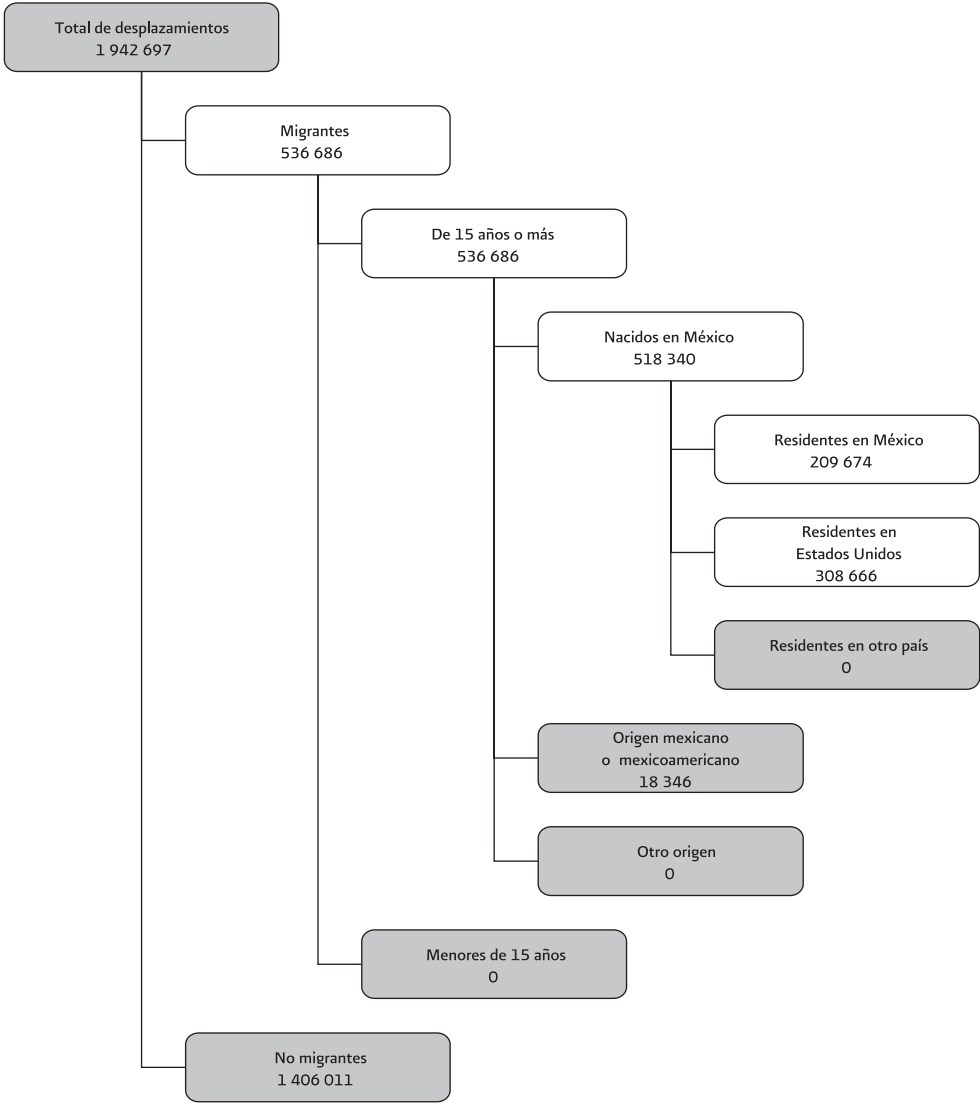 Total de desplazamientos
1 942 697
Migrantes
536 686
De 15 años o más
536 686
Nacidos en México
518 340
Residentes en México
209 674
Residentes en
Estados Unidos
308 666
Residentes en otro país
0
Origen mexicano
o mexicoamericano
18 346
Otro origen
0
Menores de 15 años
0
No migrantes
1 406 011